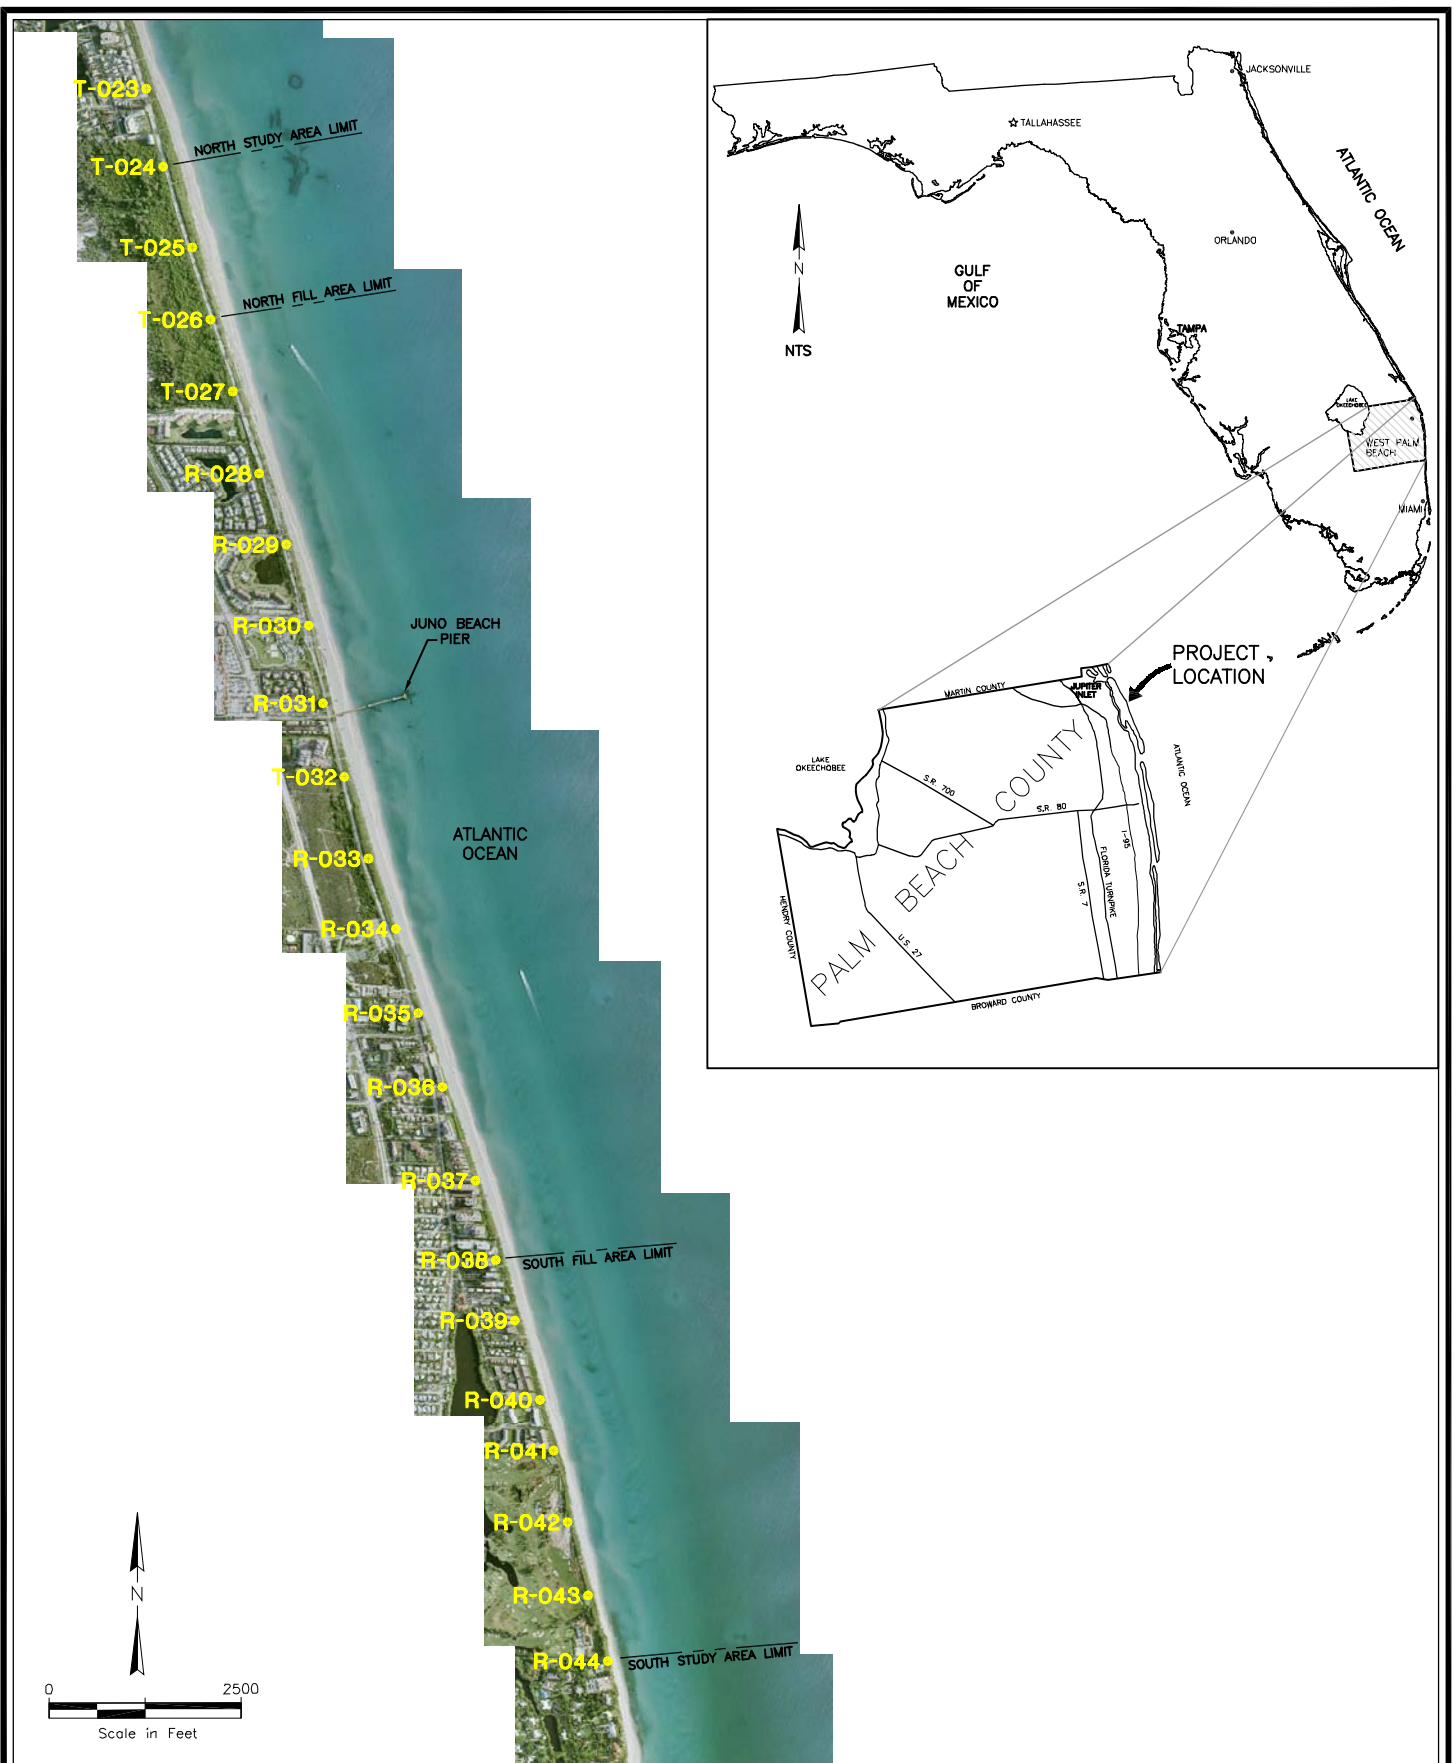 T-023
NORTH STUDY AREA LIMIT
T-024
T-025
NORTH FILL AREA LIMIT
T-026
T-027
R-028
R-029
R-030
JUNO BEACH
PIER
R-031
T-032
ATLANTIC
OCEAN
R-033
R-034
R-035
R-036
R-037
R-038
SOUTH FILL AREA LIMIT
R-039
R-040
R-041
R-042
R-043
R-044
SOUTH STUDY AREA LIMIT
N
0 2500
Scale in Feet
JACKSONVILLE
TALLAHASSEE
ATLANTIC OCEAN
ORLANDO
GULF
OF
MEXICO
N
NTS
TAMPA
LAKE
OKEECHOBEE
WEST PALM
BEACH
MIAMI
PROJECT
LOCATION
MARTIN COUNTY
JUPITER
INLET
LAKE
OKEECHOBEE
ATLANTIC OCEAN
S.R. 700
S.R. 80
PALM BEACH COUNTY
I-95
FLORIDA TURNPIKE
S.R. 7
HENDRY COUNTY
U.S. 27
BROWARD COUNTY